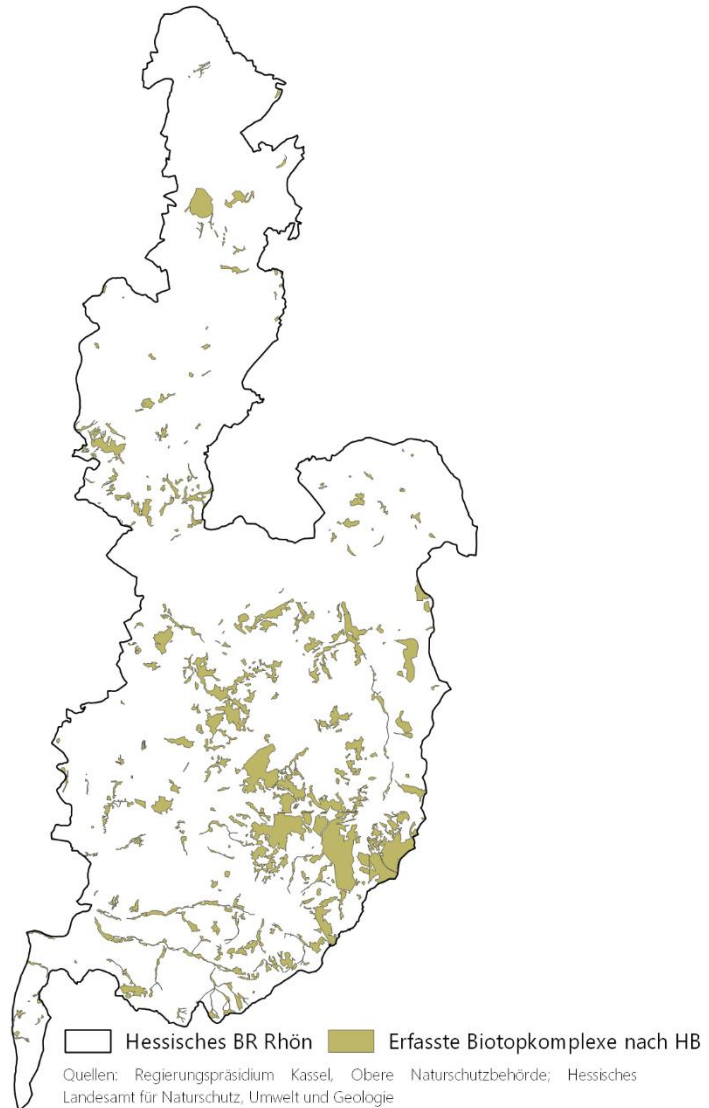 Hessisches BR Rhön Erfasste Biotopkomplexe nach HB
Quellen: Regierungspräsidium Kassel, Obere Naturschutzbehörde; Hessisches
Landesamt für Naturschutz, Umwelt und Geologie